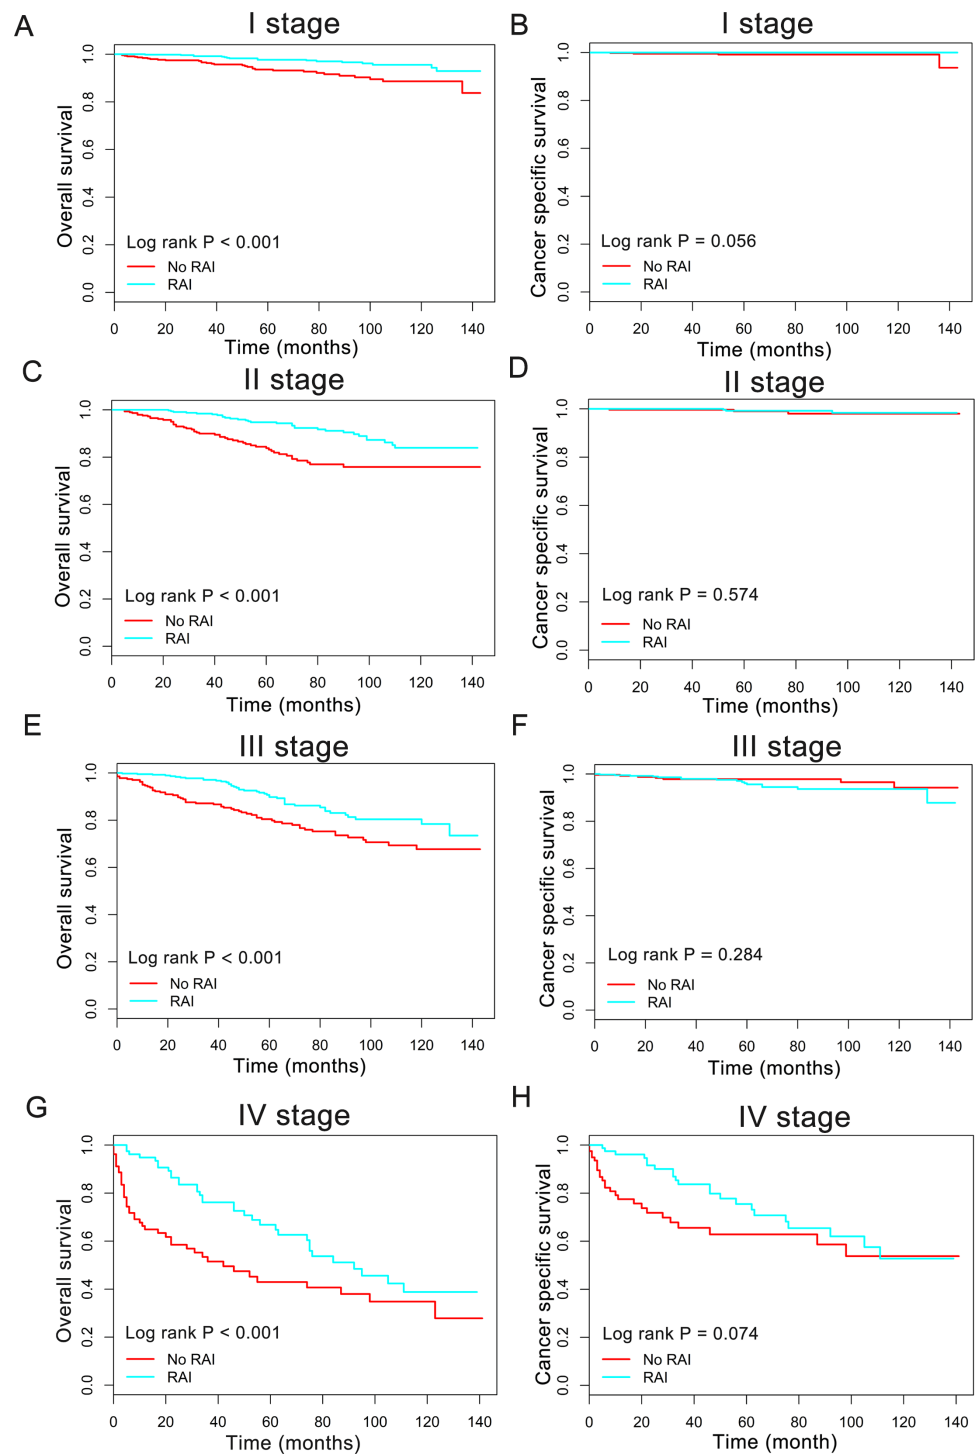 A
I stage
Overall survival
1.0
0.8
0.6
0.4
0.2
0.0
Log rank P < 0.001
No RAI
RAI
0 20 40 60 80 100 120 140
Time (months)
B
I stage
Cancer specific survival
1.0
0.8
0.6
0.4
0.2
0.0
Log rank P = 0.056
No RAI
RAI
0 20 40 60 80 100 120 140
Time (months)
C
II stage
Overall survival
1.0
0.8
0.6
0.4
0.2
0.0
Log rank P < 0.001
No RAI
RAI
0 20 40 60 80 100 120 140
Time (months)
D
II stage
Cancer specific survival
1.0
0.8
0.6
0.4
0.2
0.0
Log rank P = 0.574
No RAI
RAI
0 20 40 60 80 100 120 140
Time (months)
E
III stage
Overall survival
1.0
0.8
0.6
0.4
0.2
0.0
Log rank P < 0.001
No RAI
RAI
0 20 40 60 80 100 120 140
Time (months)
F
III stage
Cancer specific survival
1.0
0.8
0.6
0.4
0.2
0.0
Log rank P = 0.284
No RAI
RAI
0 20 40 60 80 100 120 140
Time (months)
G
IV stage
Overall survival
1.0
0.8
0.6
0.4
0.2
0.0
Log rank P < 0.001
No RAI
RAI
0 20 40 60 80 100 120 140
Time (months)
H
IV stage
Cancer specific survival
1.0
0.8
0.6
0.4
0.2
0.0
Log rank P = 0.074
No RAI
RAI
0 20 40 60 80 100 120 140
Time (month)